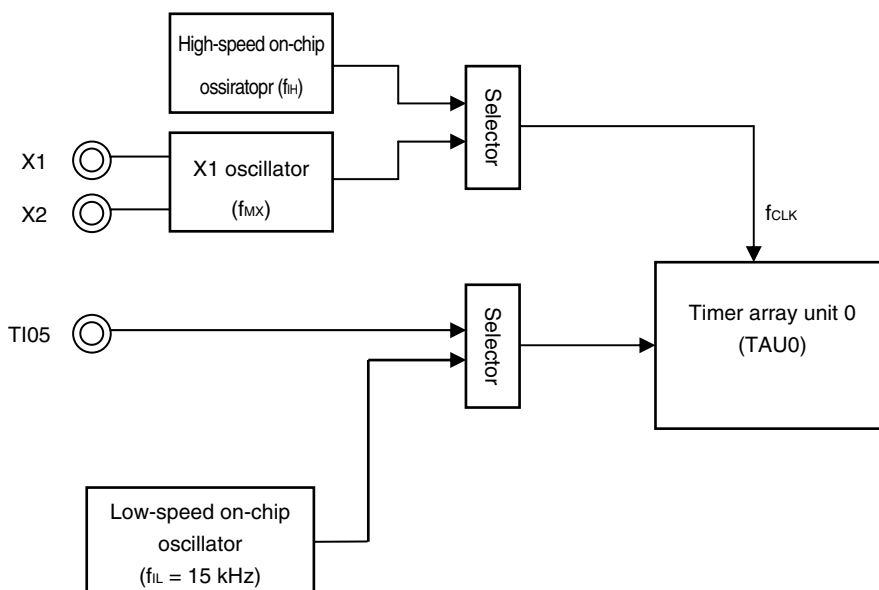 High-speed on-chip
ossiratopr (fIH)
Selector
X1
X1 oscillator
(fMX)
X2
fCLK
TI05
Selector
Timer array unit 0
(TAU0)
Low-speed on-chip
oscillator
(fIL = 15 kHz)